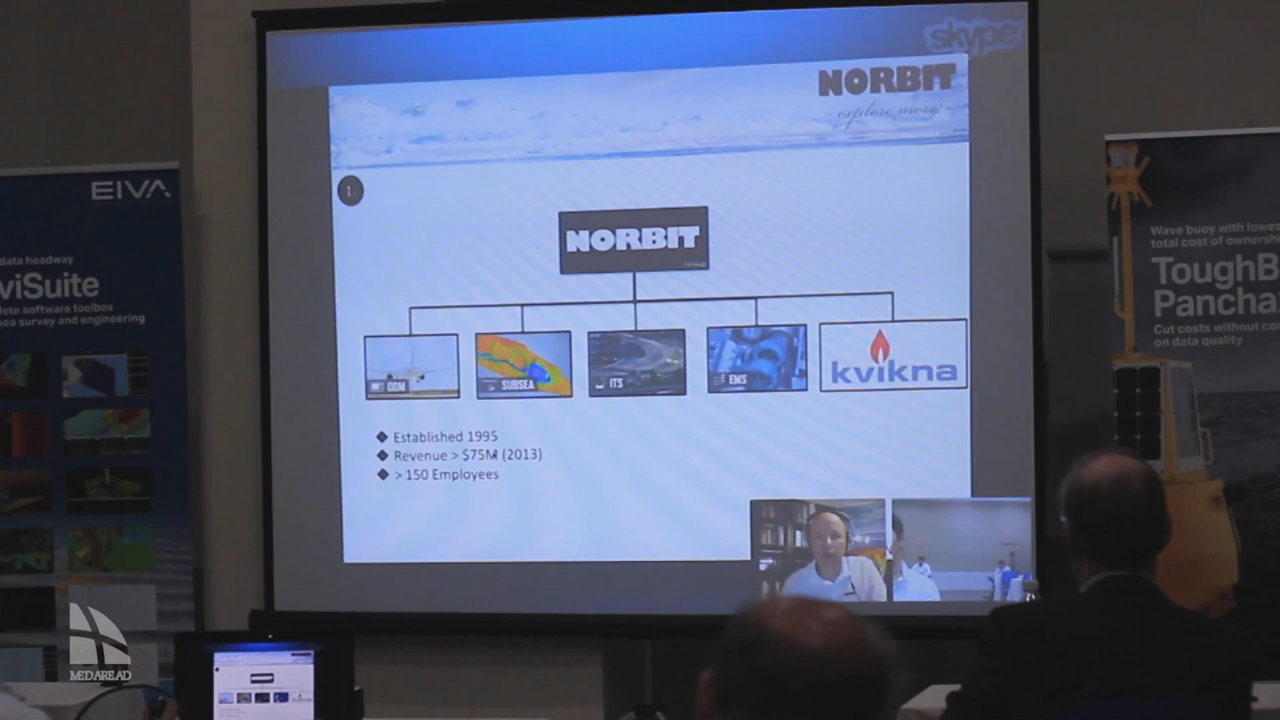 skype
NORBIT
explore more
1
NORBIT
ODM
SUBSEA
ITS
EMS
kvikna
Established 1995
Revenue > $75M (2013)
> 150 Employees
EIVA
data headway
viSuite
lete software toolbox
sea survey and engineering
Wave buoy with lowes
total cost of ownersh
ToughB
Pancha
Cut costs without co
on data quality
MEDAREAD